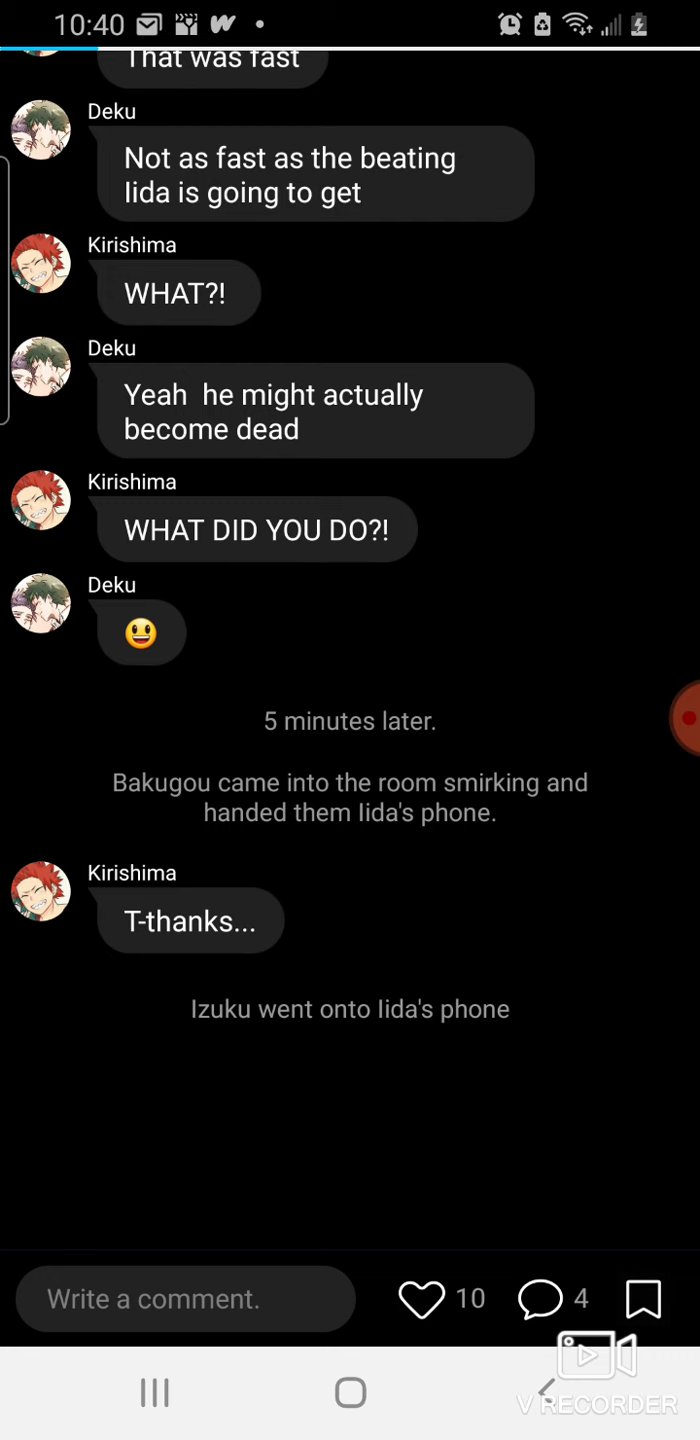 10:40
That was fast
Deku
Not as fast as the beating
Iida is going to get
Kirishima
WHAT?!
Deku
Yeah  he might actually
become dead
Kirishima
WHAT DID YOU DO?!
Deku
😃
5 minutes later.
Bakugou came into the room smirking and
handed them Iida's phone.
Kirishima
T-thanks...
Izuku went onto Iida's phone
Write a comment.
10
4
V RECORDER